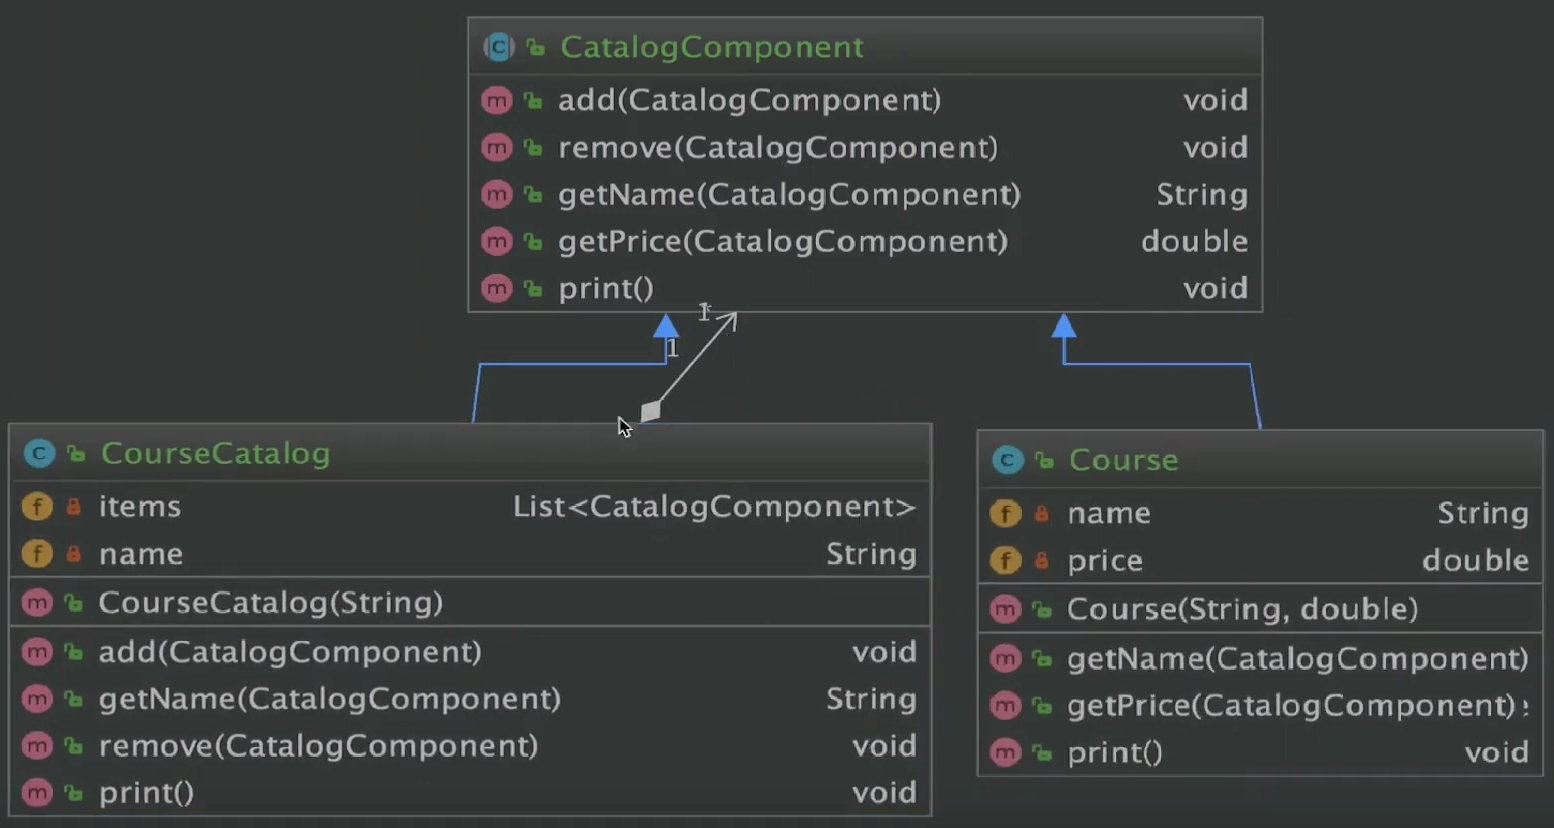 CatalogComponent
add(CatalogComponent) void
remove(CatalogComponent) void
getName(CatalogComponent) String
getPrice(CatalogComponent) double
print() void
1
CourseCatalog
items List<CatalogComponent>
name String
CourseCatalog(String)
add(CatalogComponent) void
getName(CatalogComponent) String
remove(CatalogComponent) void
print() void
Course
name String
price double
Course(String, double)
getName(CatalogComponent)
getPrice(CatalogComponent)
print() void